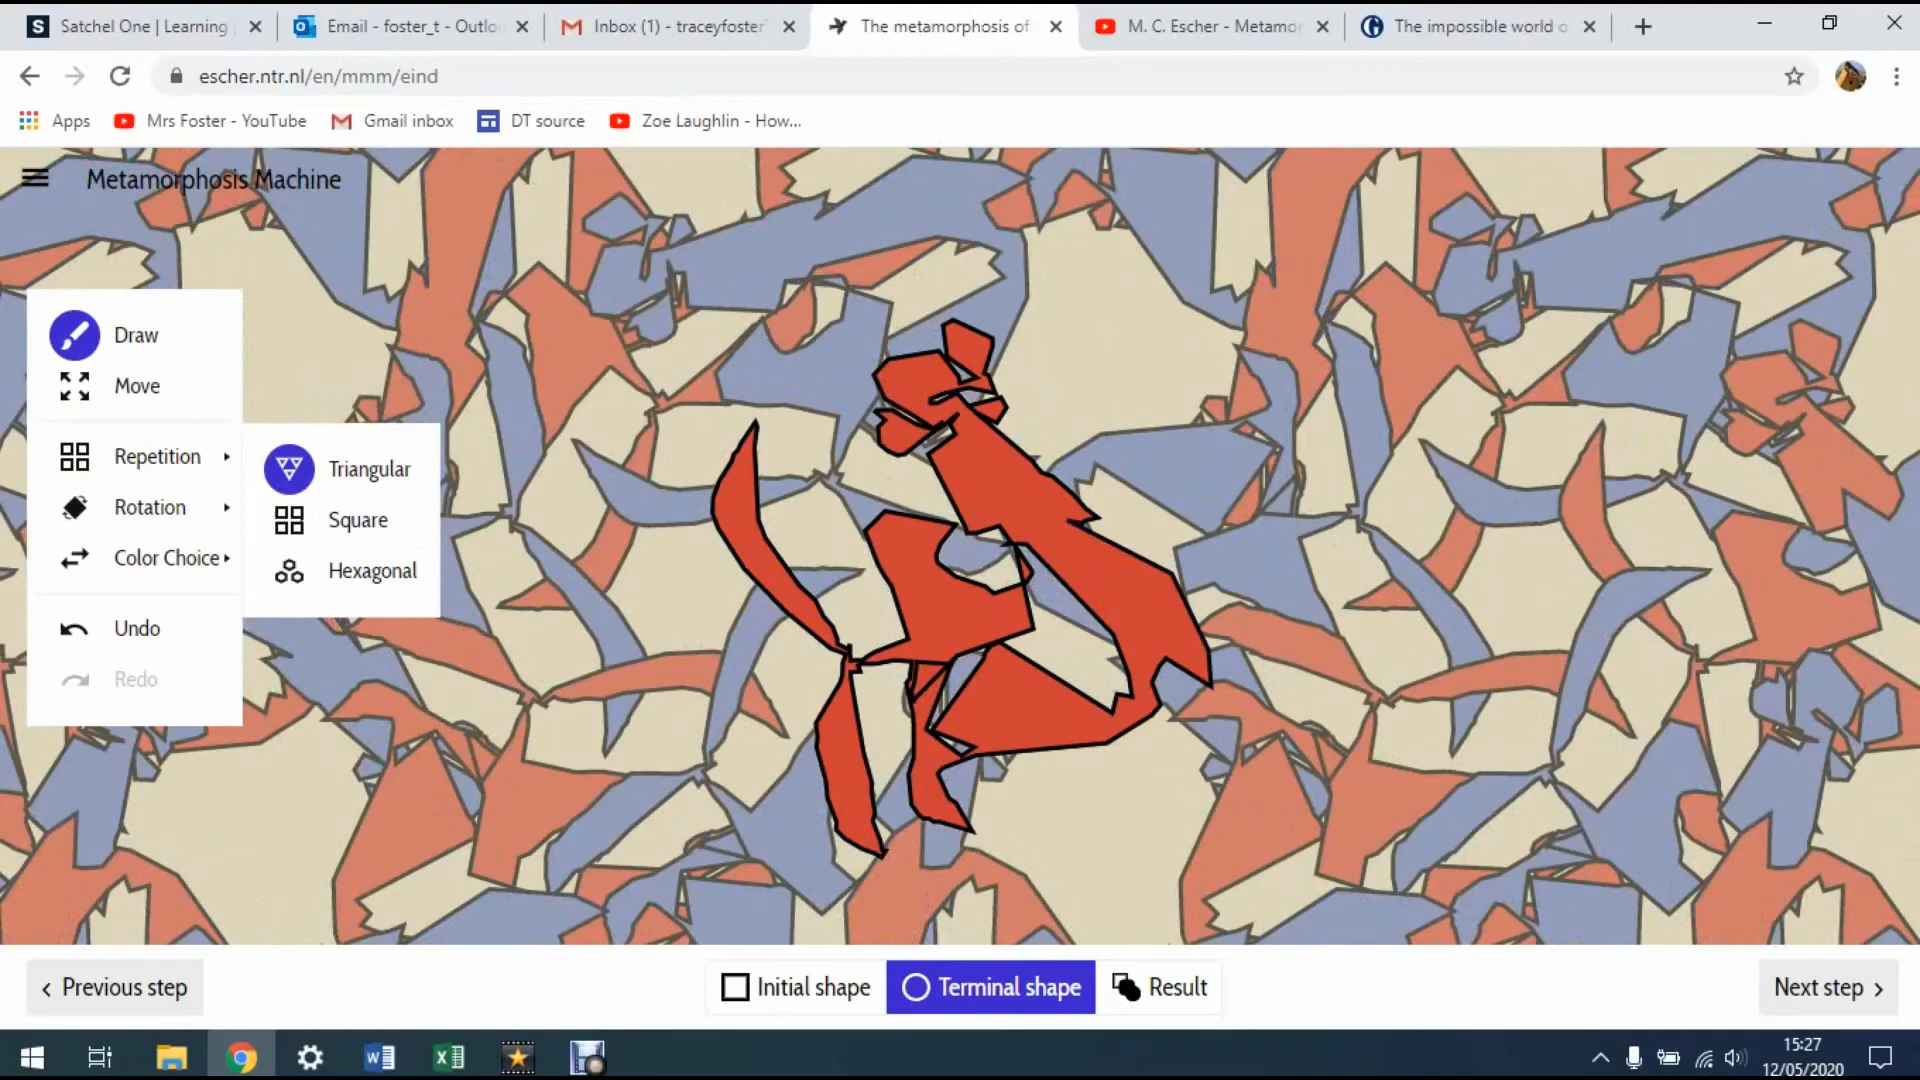 Satchel One | Learning
Email - foster_t - Outlo
Inbox (1) - traceyfoster
The metamorphosis of
M. C. Escher - Metamor
The impossible world o
escher.ntr.nl/en/mmm/eind
Apps
Mrs Foster - YouTube
Gmail inbox
DT source
Zoe Laughlin - How...
Metamorphosis Machine
Draw
Move
Repetition
Rotation
Color Choice
Undo
Redo
Triangular
Square
Hexagonal
Previous step
Initial shape
Terminal shape
Result
Next step
15:27
12/05/2020